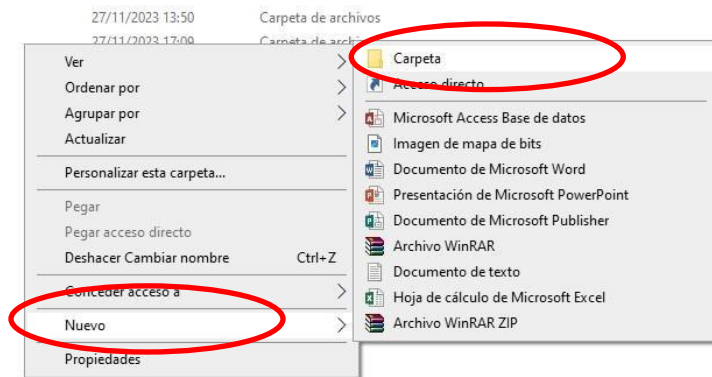 27/11/2023 13:50 Carpeta de archivos
27/11/2023 17:09 Carpeta de archi
Ver
Ordenar por
Agrupar por
Actualizar
Personalizar esta carpeta...
Pegar
Pegar acceso directo
Deshacer Cambiar nombre Ctrl+Z
Conceder acceso a
Nuevo
Propiedades
Carpeta
Acceso directo
Microsoft Access Base de datos
Imagen de mapa de bits
Documento de Microsoft Word
Presentación de Microsoft PowerPoint
Documento de Microsoft Publisher
Archivo WinRAR
Documento de texto
Hoja de cálculo de Microsoft Excel
Archivo WinRAR ZIP